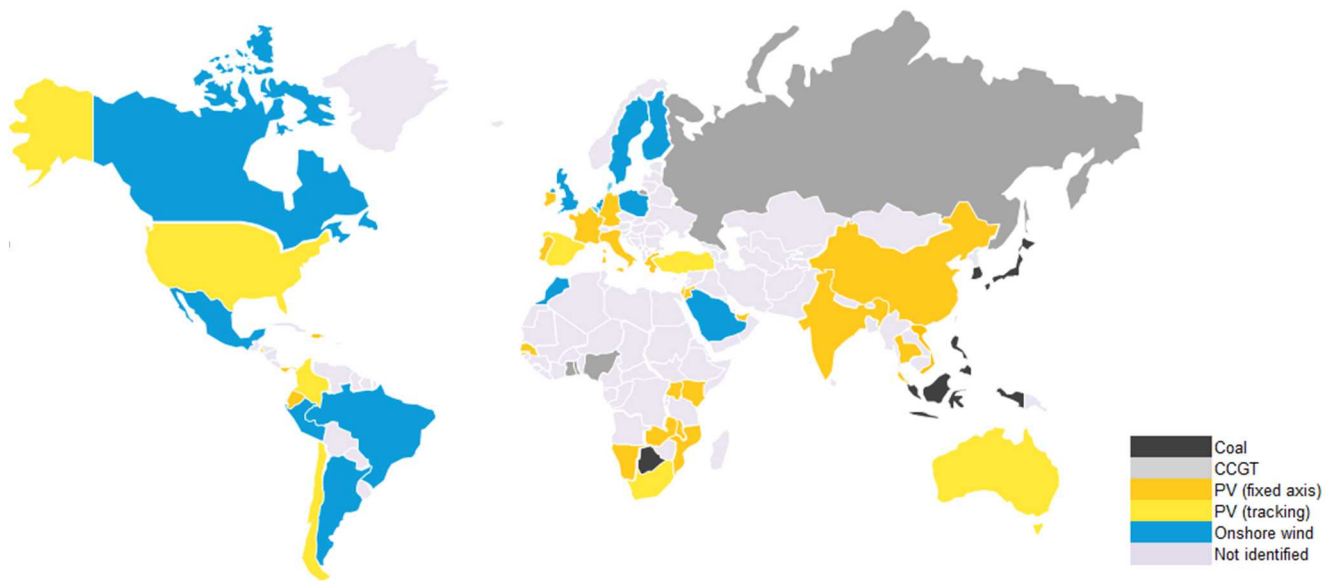 Coal
CCGT
PV (fixed axis)
PV (tracking)
Onshore wind
Not identified